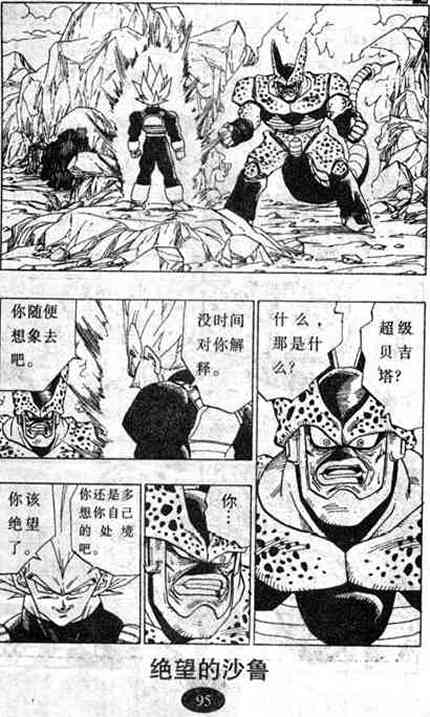 超级
贝吉
塔?
什么，
那是什
么?
没时间
对你解
释。
你随便
想象去
吧。
你
…
你还是多
想你自己
的处境
吧。
你该
绝望
了。
绝望的沙鲁
95